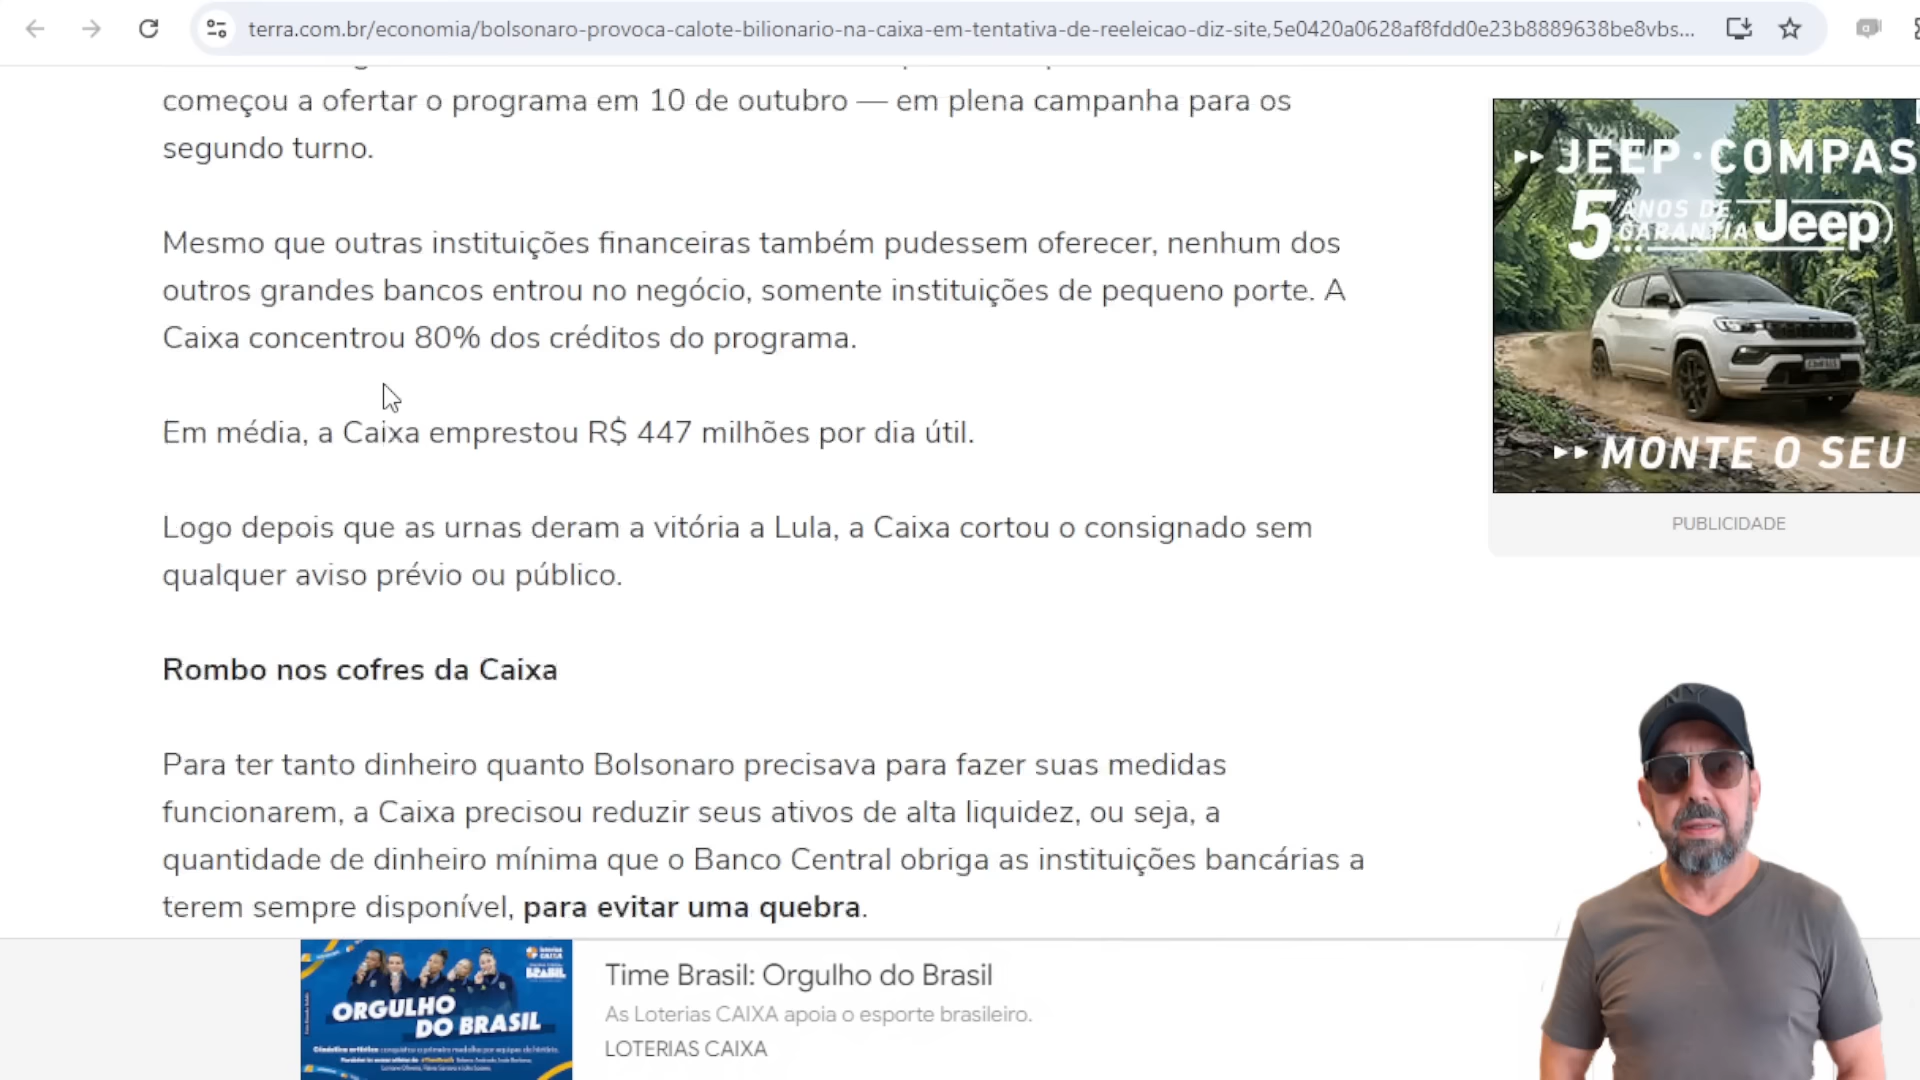 terra.com.br/economia/bolsonaro-provoca-calote-bilionario-na-caixa-em-tentativa-de-reeleicao-diz-site,5e0420a0628af8fdd0e23b8889638be8vbs...
começou a ofertar o programa em 10 de outubro — em plena campanha para os
segundo turno.
Mesmo que outras instituições financeiras também pudessem oferecer, nenhum dos
outros grandes bancos entrou no negócio, somente instituições de pequeno porte. A
Caixa concentrou 80% dos créditos do programa.
Em média, a Caixa emprestou R$ 447 milhões por dia útil.
Logo depois que as urnas deram a vitória a Lula, a Caixa cortou o consignado sem
qualquer aviso prévio ou público.
Rombo nos cofres da Caixa
Para ter tanto dinheiro quanto Bolsonaro precisava para fazer suas medidas
funcionarem, a Caixa precisou reduzir seus ativos de alta liquidez, ou seja, a
quantidade de dinheiro mínima que o Banco Central obriga as instituições bancárias a
terem sempre disponível, para evitar uma quebra.
JEEP · COMPAS
5 ANOS DE
GARANTIA Jeep
MONTE O SEU
PUBLICIDADE
ORGULHO
DO BRASIL
Time Brasil: Orgulho do Brasil
As Loterias CAIXA apoia o esporte brasileiro.
LOTERIAS CAIXA